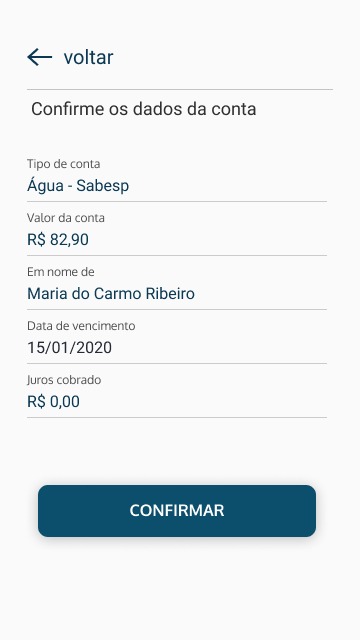 voltar
Confirme os dados da conta
Tipo de conta
Água - Sabesp
Valor da conta
R$ 82,90
Em nome de
Maria do Carmo Ribeiro
Data de vencimento
15/01/2020
Juros cobrado
R$ 0,00
CONFIRMAR